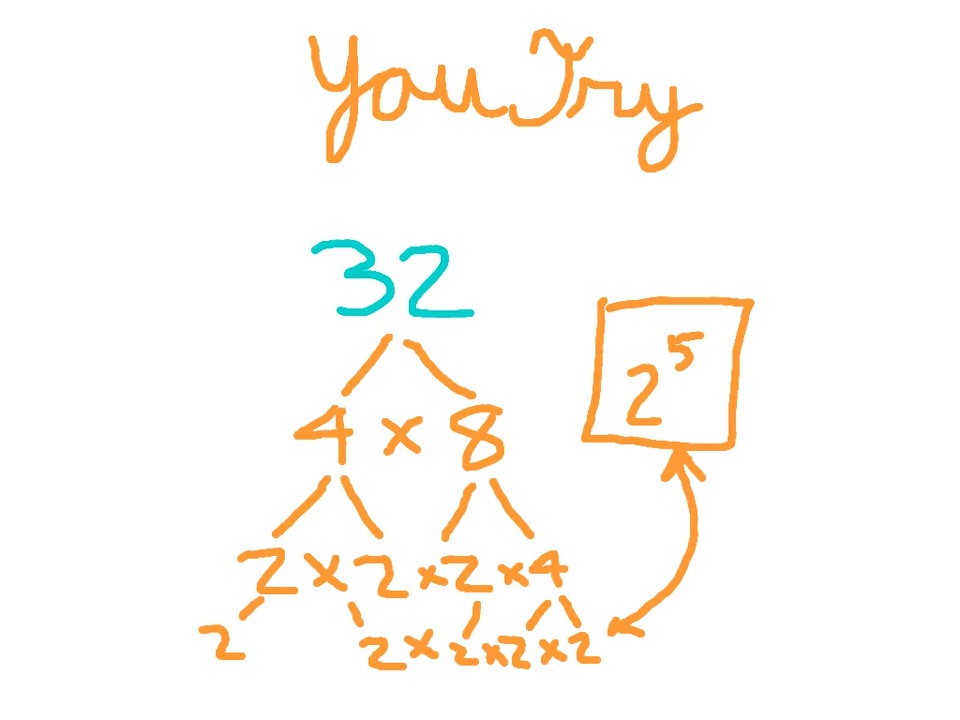 You Try
32
4 x 8
2⁵
2 x 2 x 2 x 4
2 2 x 2 x 2 x 2